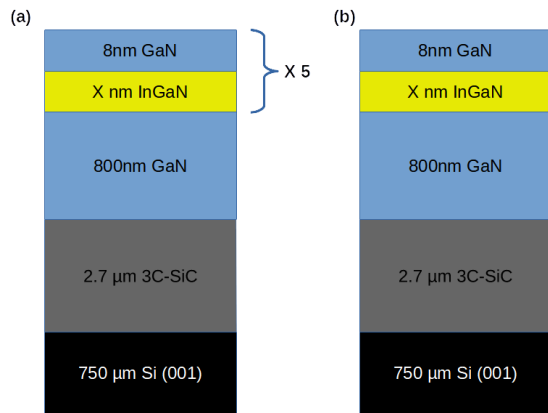 (a)
8nm GaN
X nm InGaN
X 5
800nm GaN
2.7 µm 3C-SiC
750 µm Si (001)
(b)
8nm GaN
X nm InGaN
800nm GaN
2.7 µm 3C-SiC
750 µm Si (001)